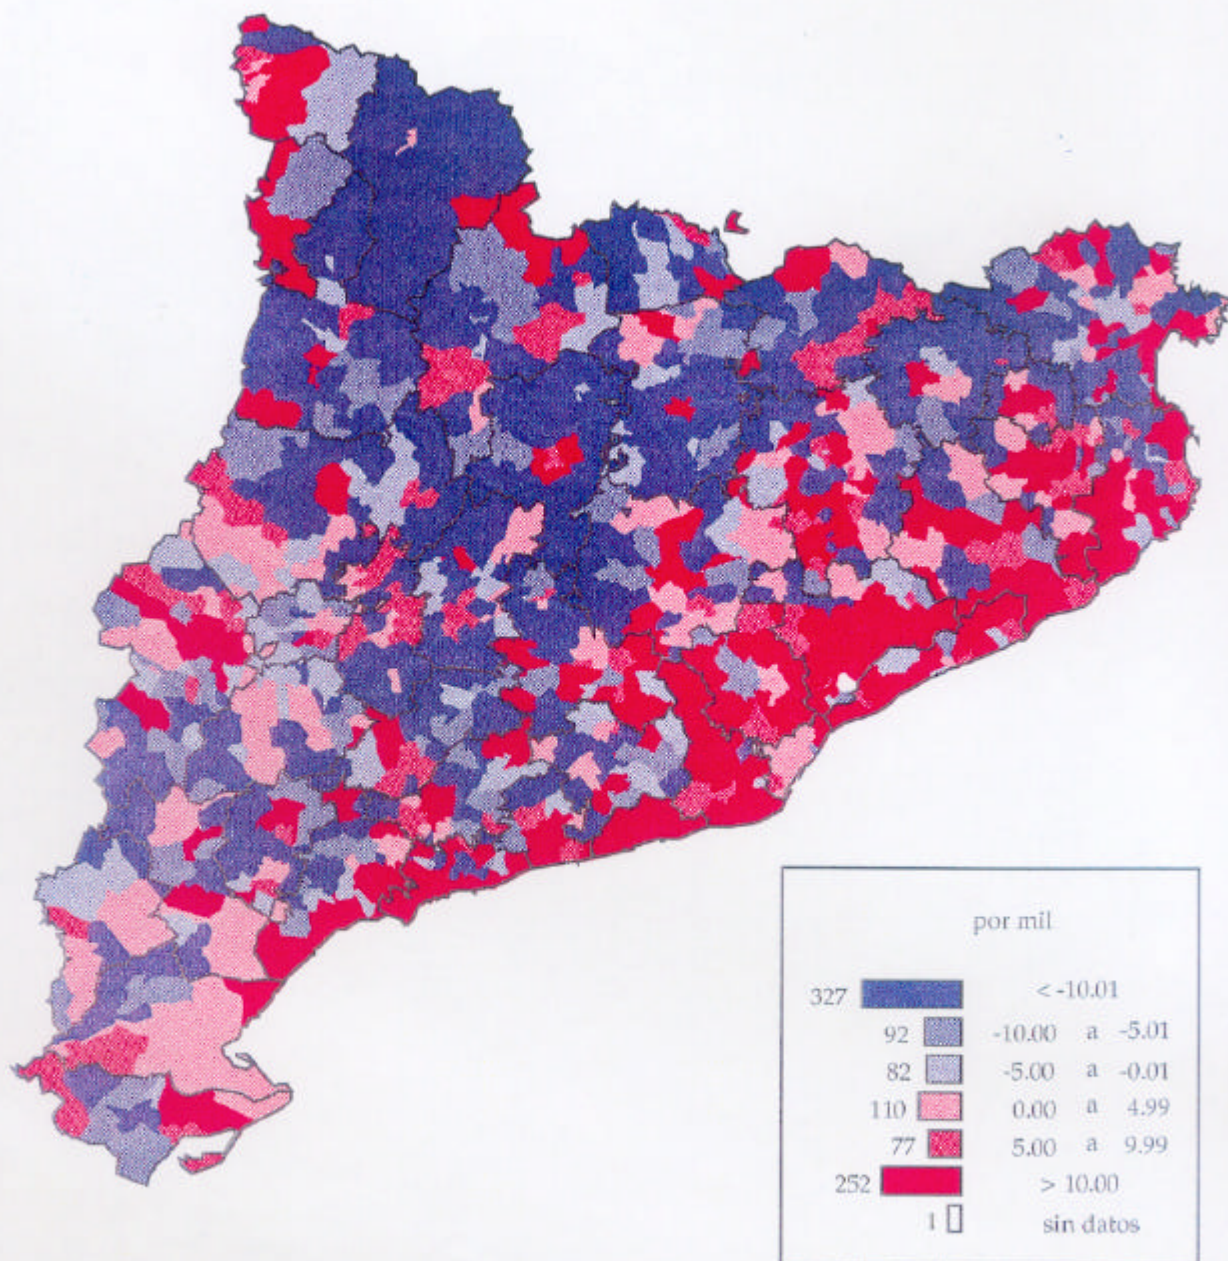 por mil
327 < -10.01
92 -10.00 a -5.01
82 -5.00 a -0.01
110 0.00 a 4.99
77 5.00 a 9.99
252 > 10.00
1 sin datos